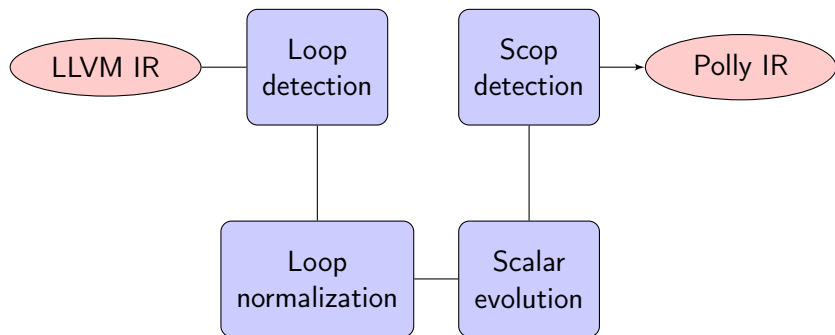 LLVM IR
Loop
detection
Scop
detection
Polly IR
Loop
normalization
Scalar
evolution